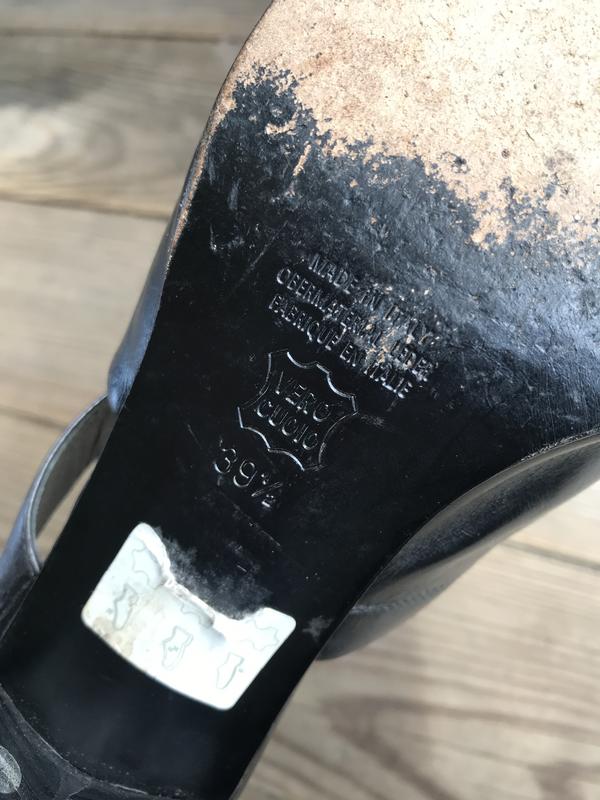 MADE IN ITALY
OBERMATERIAL LEDER
FABRIQUE EN ITALIE
VERO
CUOIO
39½